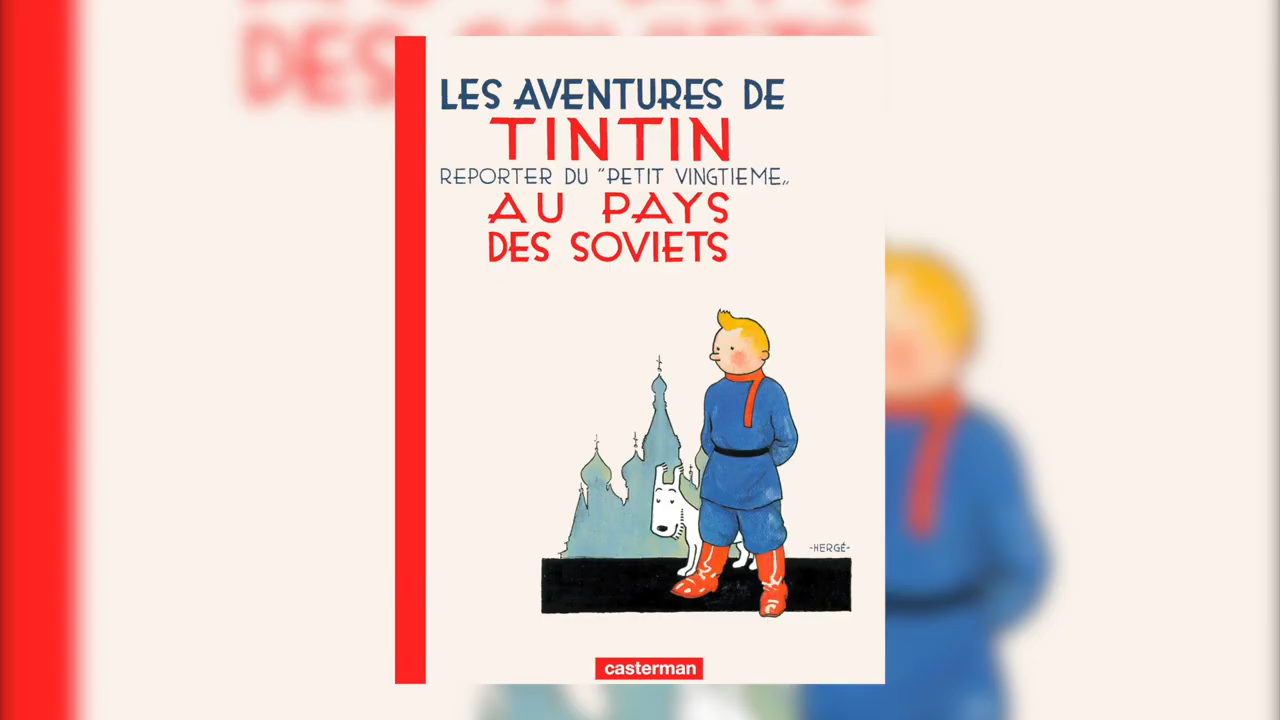 LES AVENTURES DE
TINTIN
REPORTER DU "PETIT VINGTIEME„
AU PAYS
DES SOVIETS
-HERGÉ-
casterman